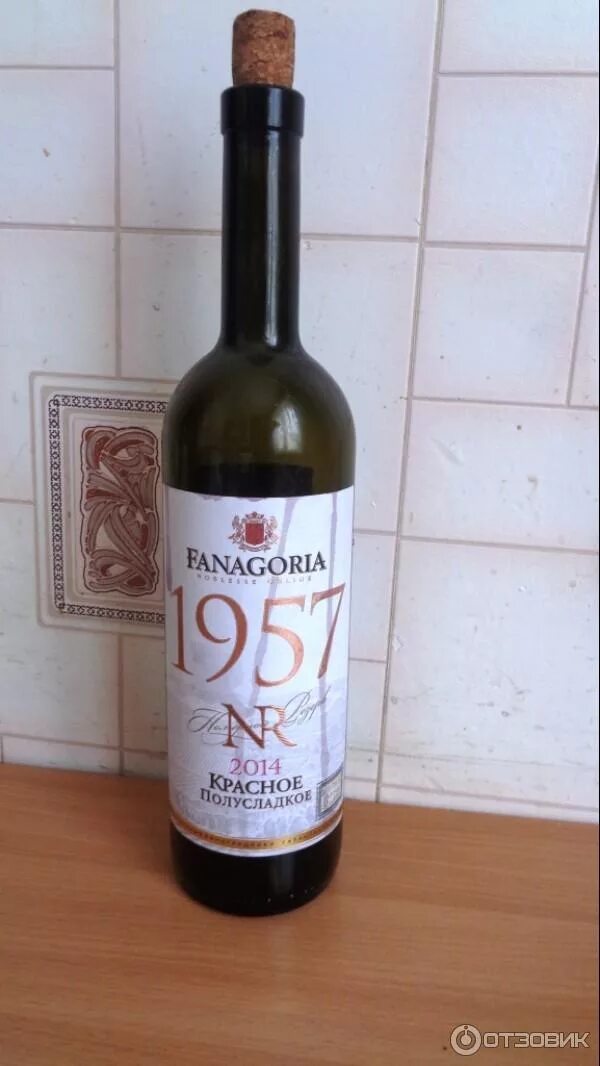 FANAGORIA
NOBLESSE OBLIGE
1957
NR
2014
КРАСНОЕ
ПОЛУСЛАДКОЕ
ОТЗОВИК